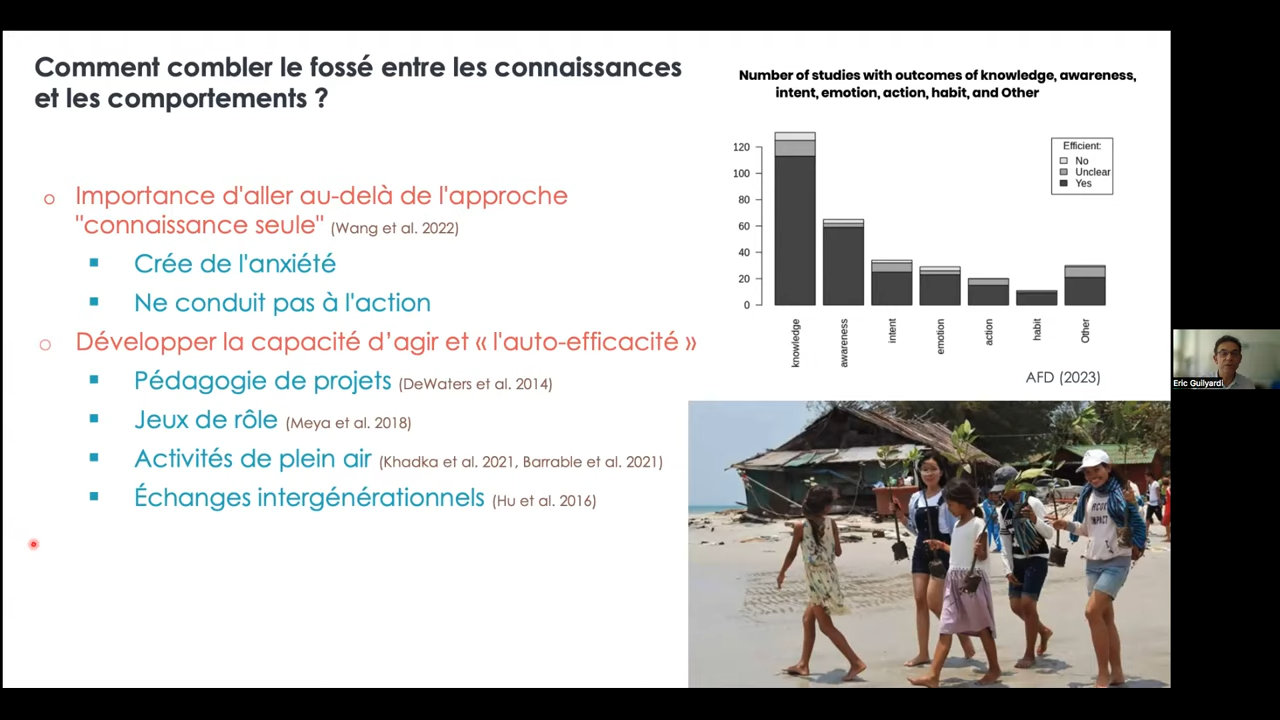 Comment combler le fossé entre les connaissances
et les comportements ?
o Importance d'aller au-delà de l'approche
"connaissance seule" (Wang et al. 2022)
▪ Crée de l'anxiété
▪ Ne conduit pas à l'action
o Développer la capacité d’agir et « l'auto-efficacité »
▪ Pédagogie de projets (DeWaters et al. 2014)
▪ Jeux de rôle (Meya et al. 2018)
▪ Activités de plein air (Khadka et al. 2021, Barrable et al. 2021)
▪ Échanges intergénérationnels (Hu et al. 2016)
Number of studies with outcomes of knowledge, awareness,
intent, emotion, action, habit, and Other
120
100
80
60
40
20
0
Efficient:
No
Unclear
Yes
knowledge
awareness
intent
emotion
action
habit
Other
AFD (2023)
IMPACT
Eric Guilyardi